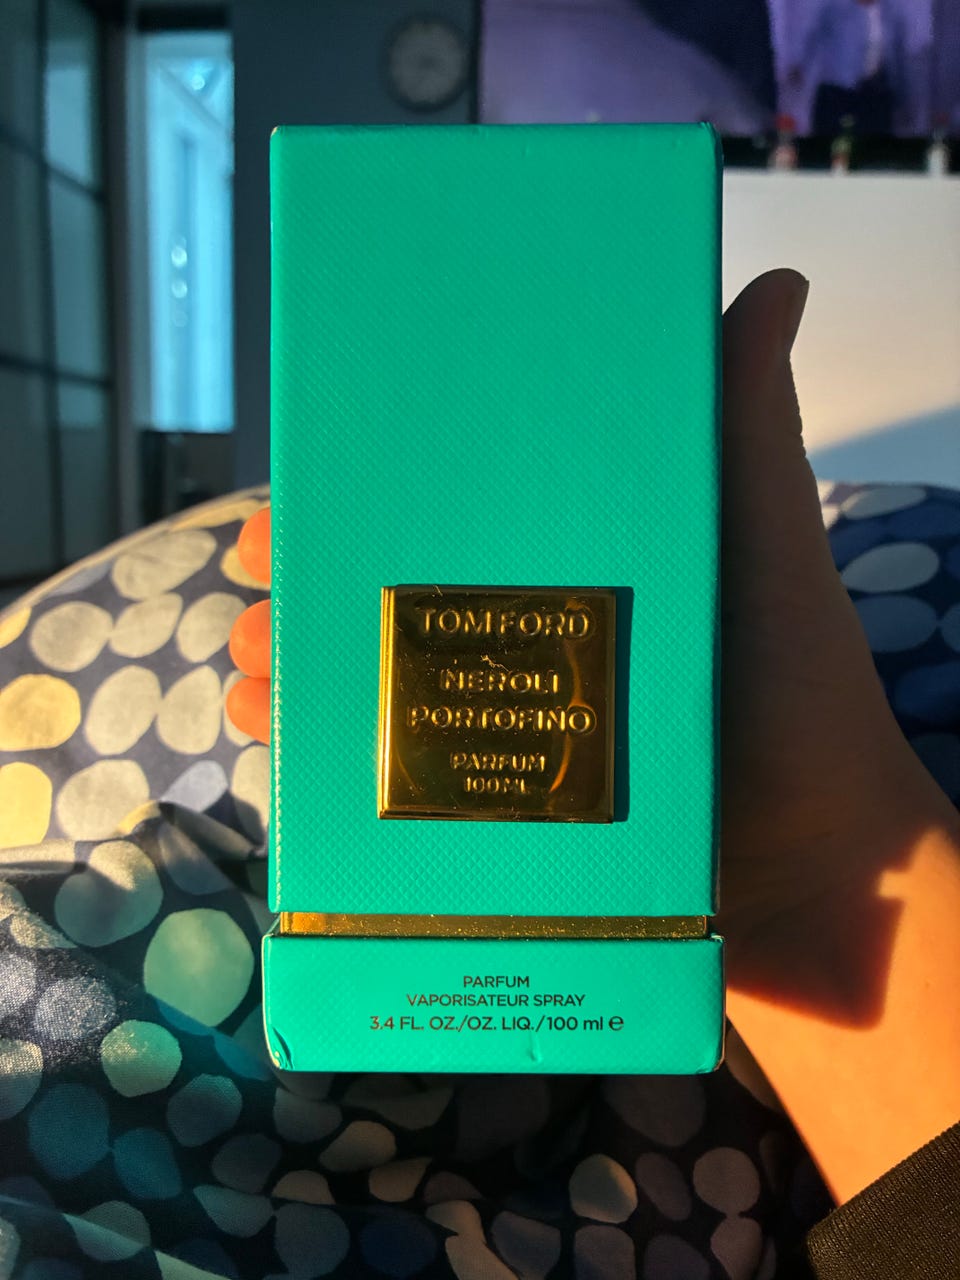 TOM FORD
NEROLI
PORTOFINO
PARFUM
100ML
PARFUM
VAPORISATEUR SPRAY
3.4 FL. OZ./OZ. LIQ./100 ml ℮